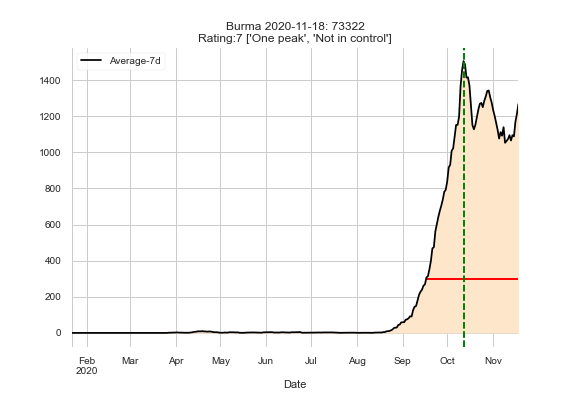 Burma 2020-11-18: 73322
Rating:7 ['One peak', 'Not in control']
Average-7d
1400
1200
1000
800
600
400
200
0
Feb Mar Apr May Jun Jul Aug Sep Oct Nov
2020
Date